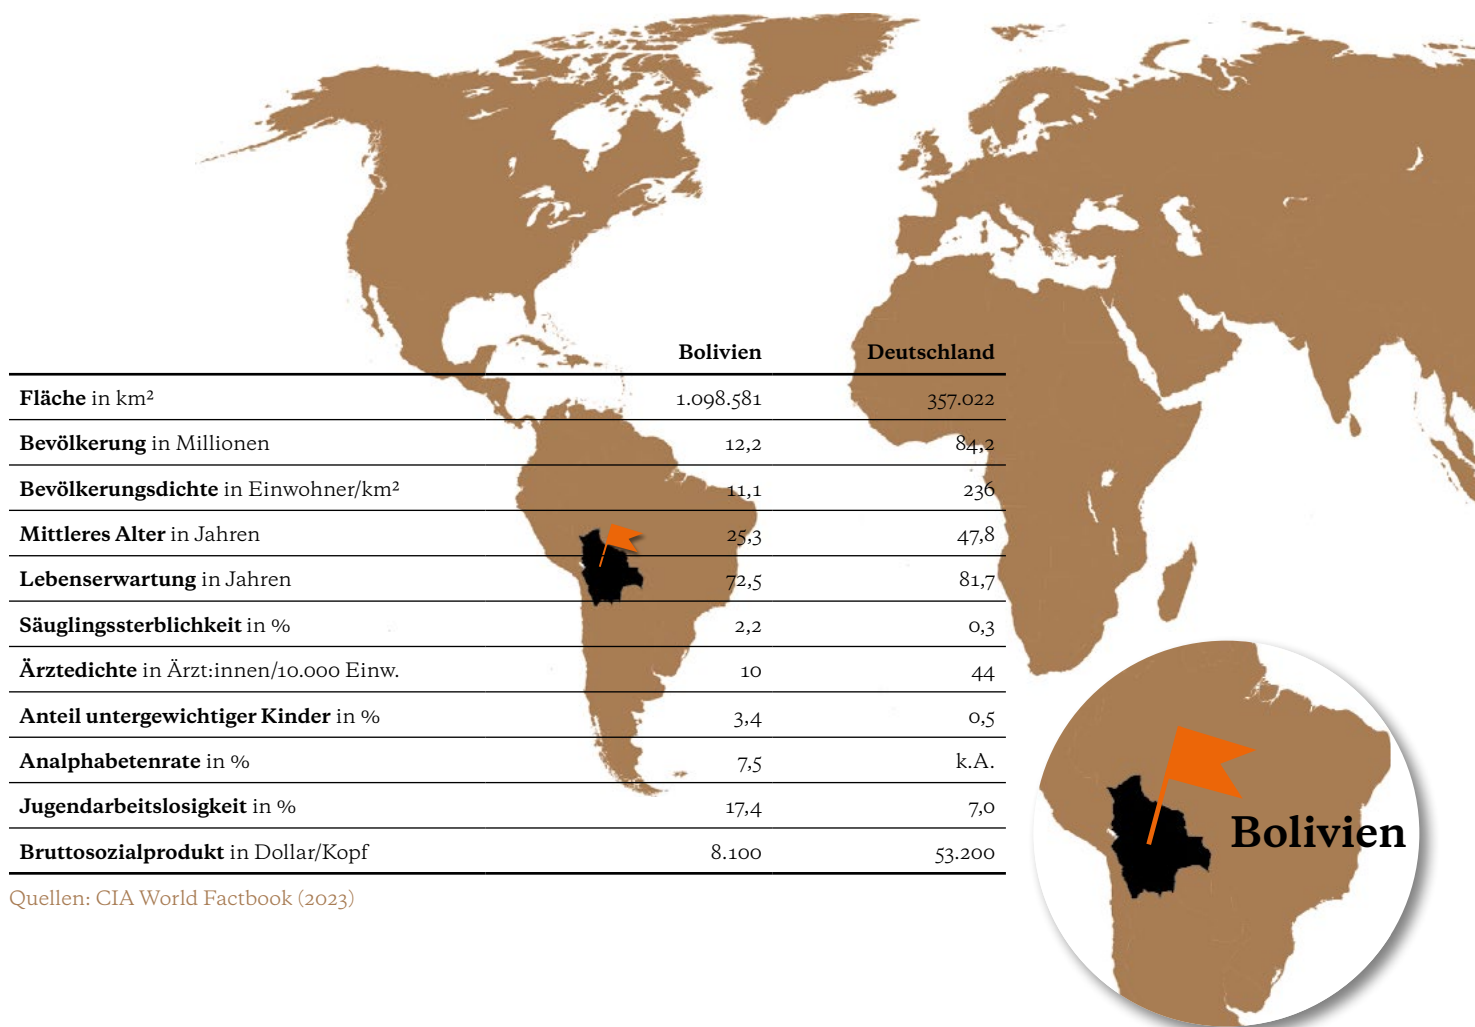 Bolivien Deutschland
Fläche in km² 1.098.581 357.022
Bevölkerung in Millionen 12,2 84,2
Bevölkerungsdichte in Einwohner/km² 11,1 236
Mittleres Alter in Jahren 25,3 47,8
Lebenserwartung in Jahren 72,5 81,7
Säuglingssterblichkeit in % 2,2 0,3
Ärztedichte in Ärzt:innen/10.000 Einw. 10 44
Anteil untergewichtiger Kinder in % 3,4 0,5
Analphabetenrate in % 7,5 k.A.
Jugendarbeitslosigkeit in % 17,4 7,0
Bruttosozialprodukt in Dollar/Kopf 8.100 53.200
Quellen: CIA World Factbook (2023)
Bolivien